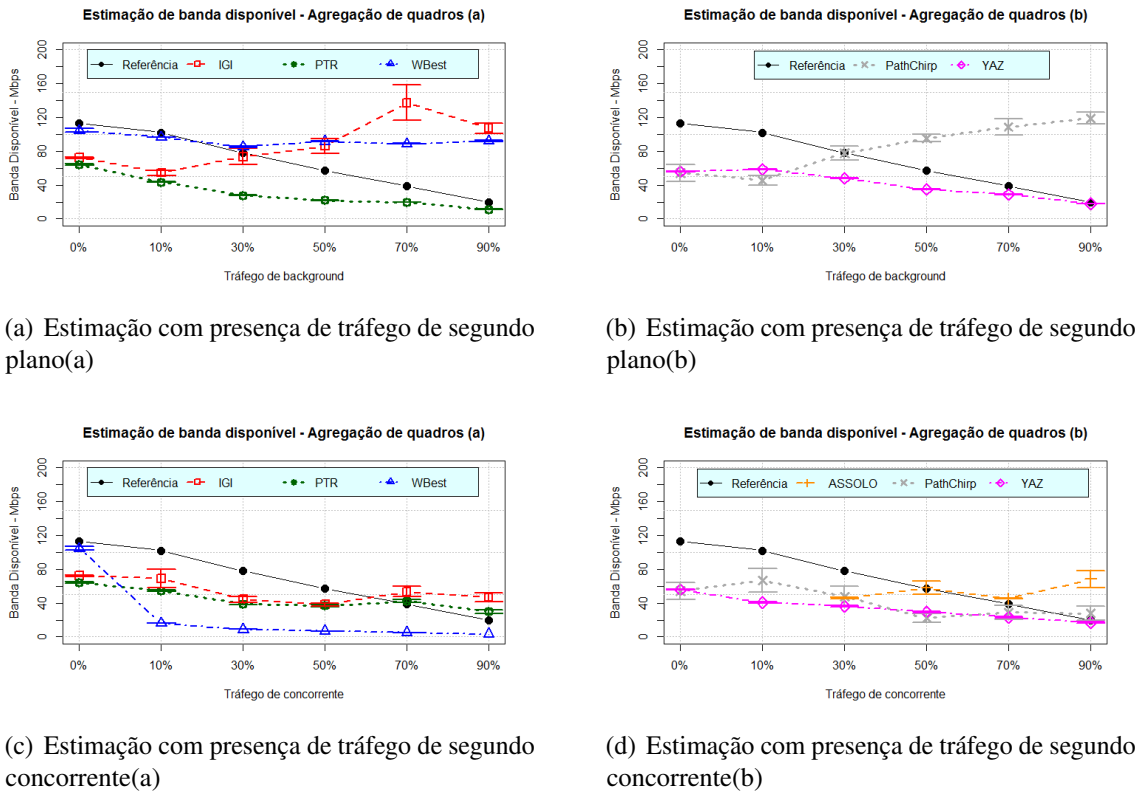 Estimação de banda disponível - Agregação de quadros (a)
Banda Disponível - Mbps
0 40 80 120 160 200
Referência IGI PTR WBest
0% 10% 30% 50% 70% 90%
Tráfego de background
(a) Estimação com presença de tráfego de segundo
plano(a)
Estimação de banda disponível - Agregação de quadros (b)
Banda Disponível - Mbps
0 40 80 120 160 200
Referência PathChirp YAZ
0% 10% 30% 50% 70% 90%
Tráfego de background
(b) Estimação com presença de tráfego de segundo
plano(b)
Estimação de banda disponível - Agregação de quadros (a)
Banda Disponível - Mbps
0 40 80 120 160 200
Referência IGI PTR WBest
0% 10% 30% 50% 70% 90%
Tráfego de concorrente
(c) Estimação com presença de tráfego de segundo
concorrente(a)
Estimação de banda disponível - Agregação de quadros (b)
Banda Disponível - Mbps
0 40 80 120 160 200
Referência ASSOLO PathChirp YAZ
0% 10% 30% 50% 70% 90%
Tráfego de concorrente
(d) Estimação com presença de tráfego de segundo
concorrente(b)